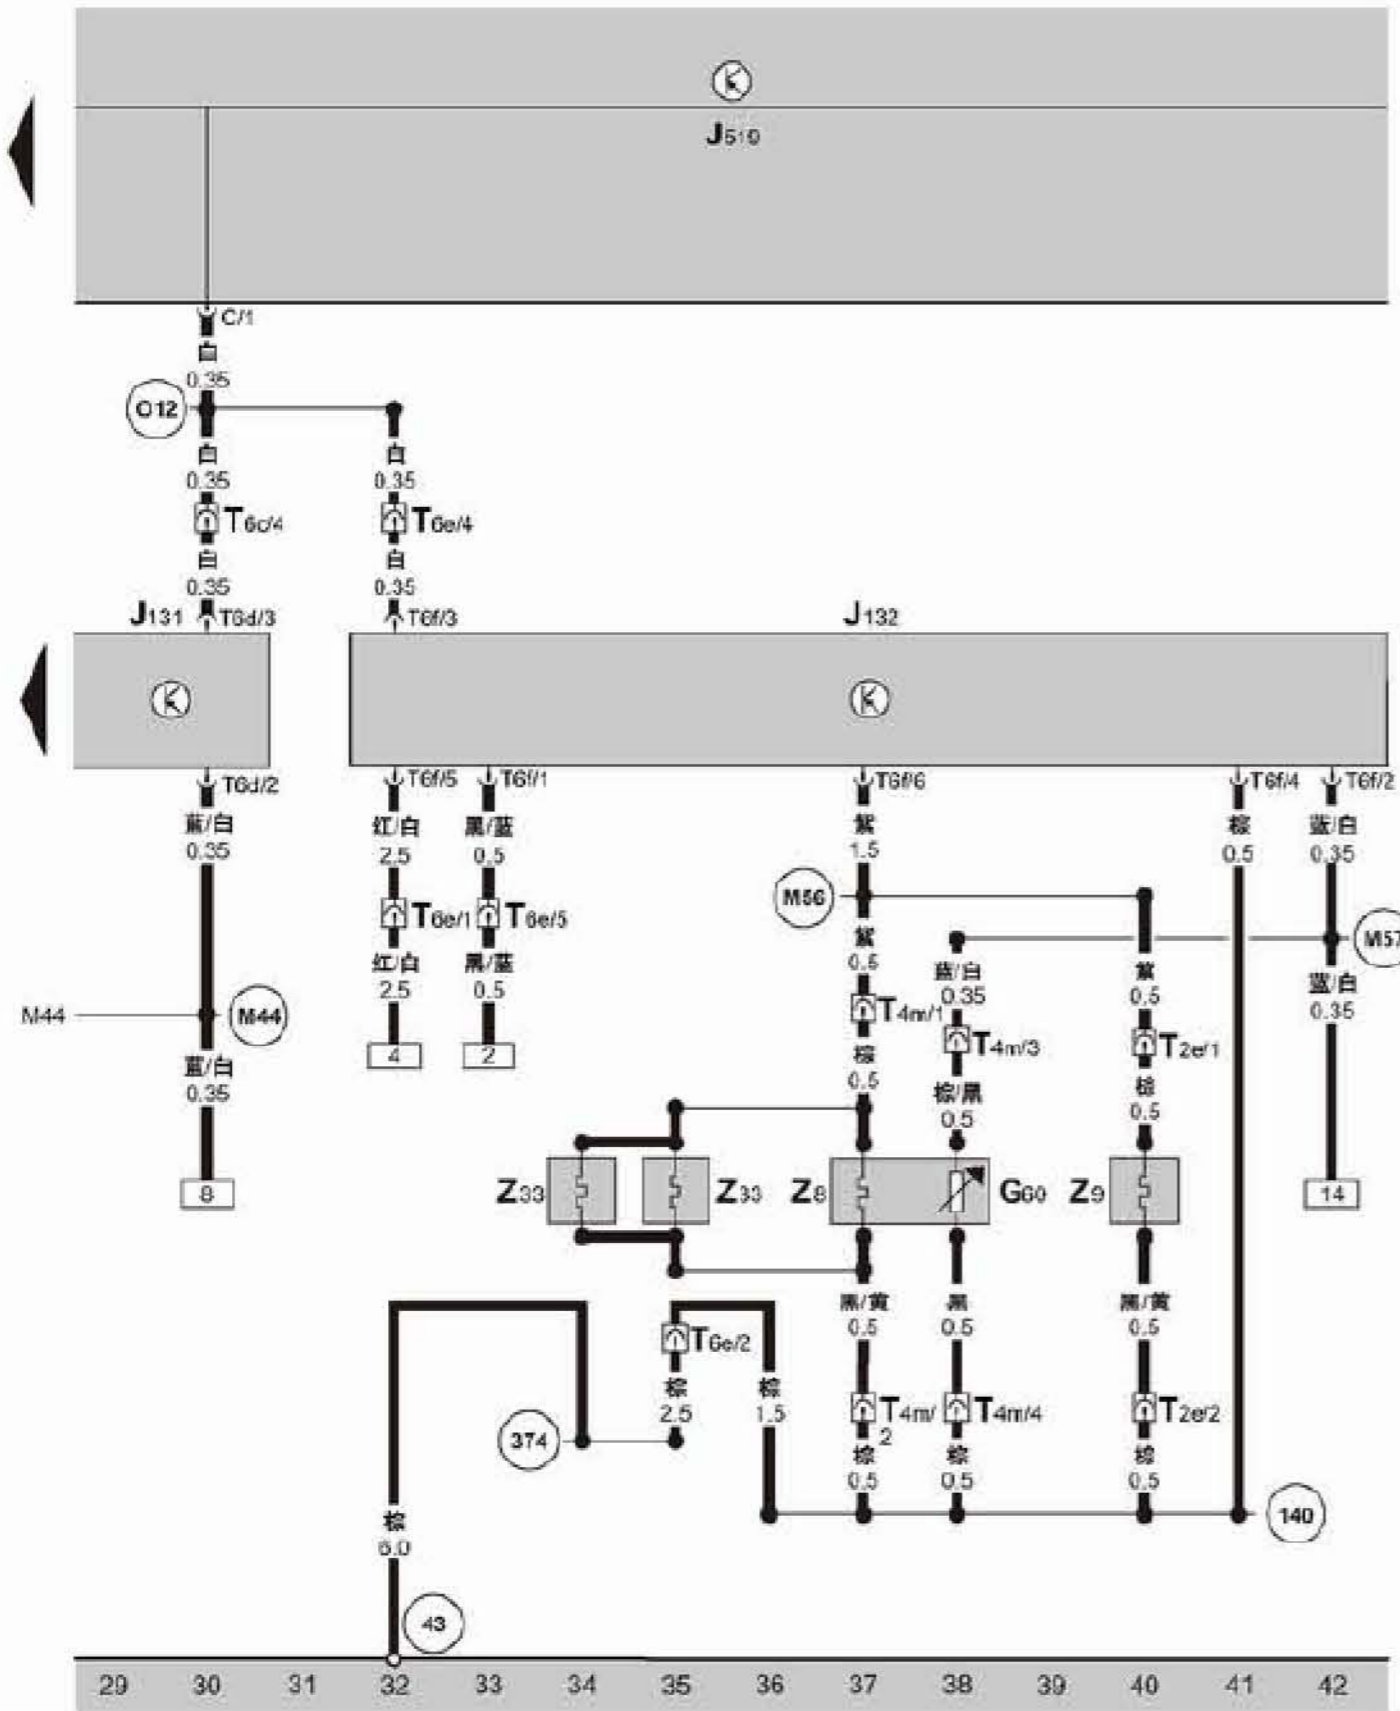 J519
C/1
白
0.35
O12
白
0.35
白
0.35
T6c/4
T6e/4
白
0.35
白
0.35
J131
T6d/3
T6f/3
J132
T6d/2
T6f/5
T6f/1
T6f/6
T6f/4
T6f/2
蓝/白
0.35
红/白
2.5
黑/蓝
0.5
紫
1.5
棕
0.5
蓝/白
0.35
M56
T6e/1
T6e/5
M57
红/白
2.5
黑/蓝
0.5
紫
0.5
蓝/白
0.35
紫
0.5
蓝/白
0.35
M44
M44
T4m/1
T4m/3
T2e/1
4
2
蓝/白
0.35
棕
0.5
棕/黑
0.5
棕
0.5
8
Z33
Z33
Z8
G60
Z9
14
黑/黄
0.5
黑
0.5
黑/黄
0.5
T6e/2
棕
2.5
棕
1.5
T4m/
2
T4m/4
T2e/2
374
棕
0.5
棕
0.5
棕
0.5
140
棕
6.0
43
29 30 31 32 33 34 35 36 37 38 39 40 41 42